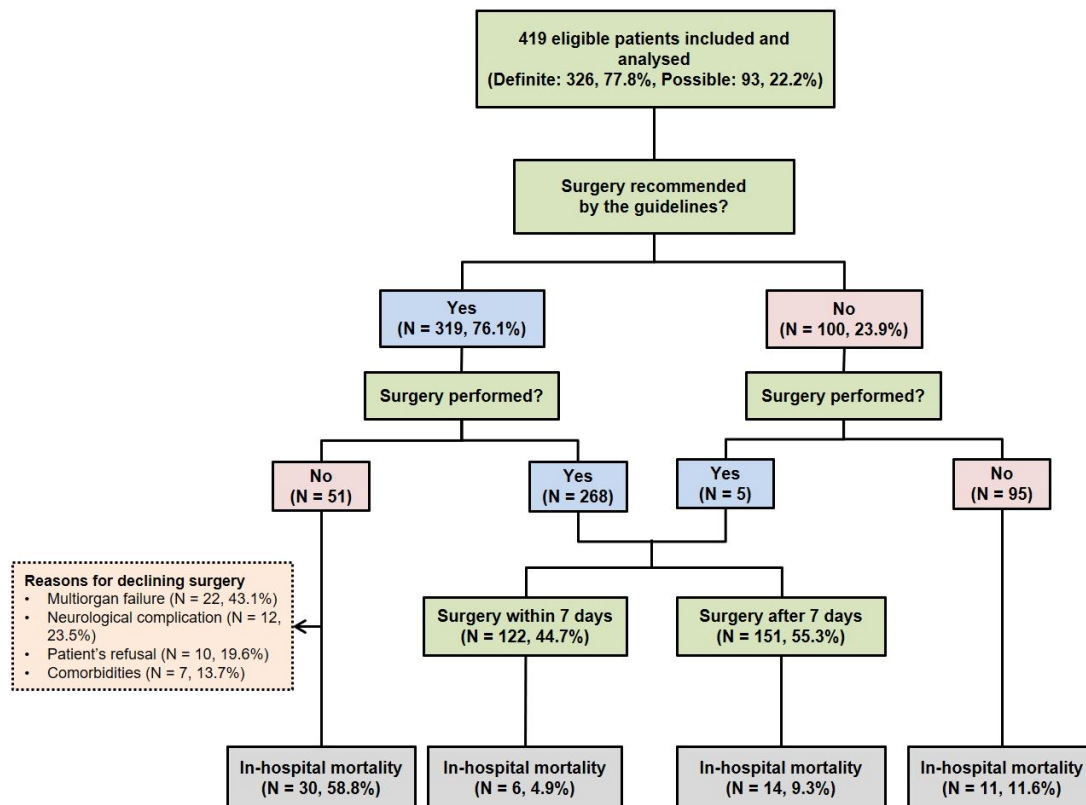 419 eligible patients included and
analysed
(Definite: 326, 77.8%, Possible: 93, 22.2%)
Surgery recommended
by the guidelines?
Yes
(N = 319, 76.1%)
No
(N = 100, 23.9%)
Surgery performed?
Surgery performed?
No
(N = 51)
Yes
(N = 268)
Yes
(N = 5)
No
(N = 95)
Reasons for declining surgery
• Multiorgan failure (N = 22, 43.1%)
• Neurological complication (N = 12,
23.5%)
• Patient's refusal (N = 10, 19.6%)
• Comorbidities (N = 7, 13.7%)
Surgery within 7 days
(N = 122, 44.7%)
Surgery after 7 days
(N = 151, 55.3%)
In-hospital mortality
(N = 30, 58.8%)
In-hospital mortality
(N = 6, 4.9%)
In-hospital mortality
(N = 14, 9.3%)
In-hospital mortality
(N = 11, 11.6%)